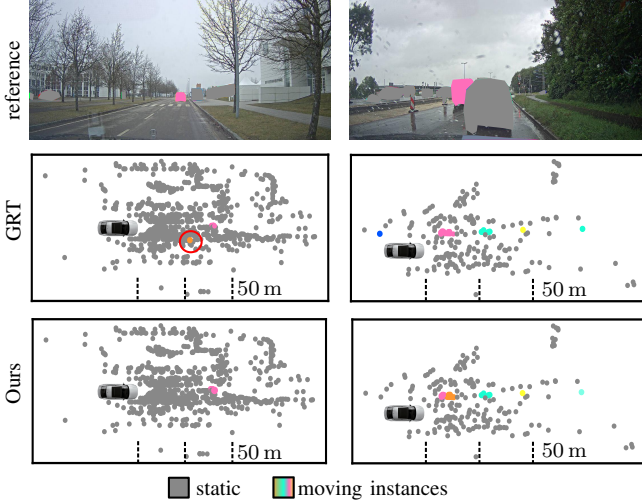 reference
GRT
50 m
50 m
Ours
50 m
50 m
static
moving instances